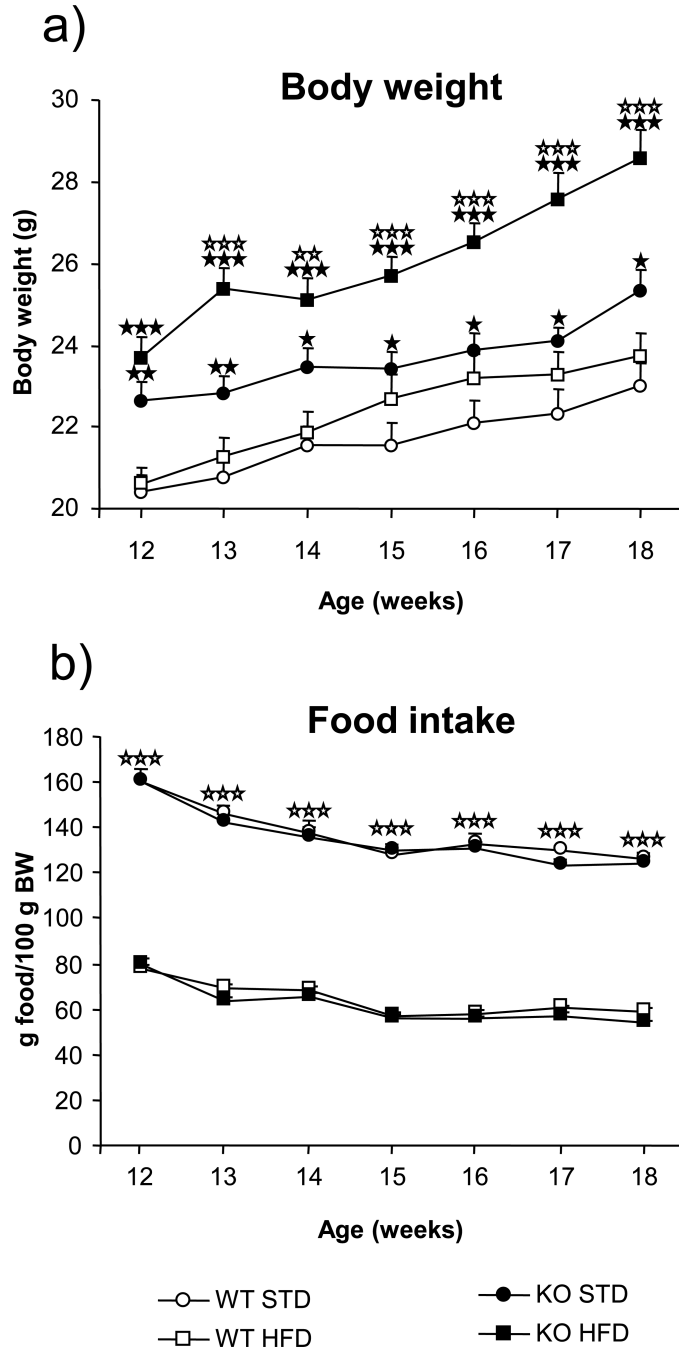 a)
Body weight
30
28
26
24
22
20
Body weight (g)
12 13 14 15 16 17 18
Age (weeks)
b)
Food intake
180
160
140
120
100
80
60
40
20
0
g food/100 g BW
12 13 14 15 16 17 18
Age (weeks)
WT STD
KO STD
WT HFD
KO HFD